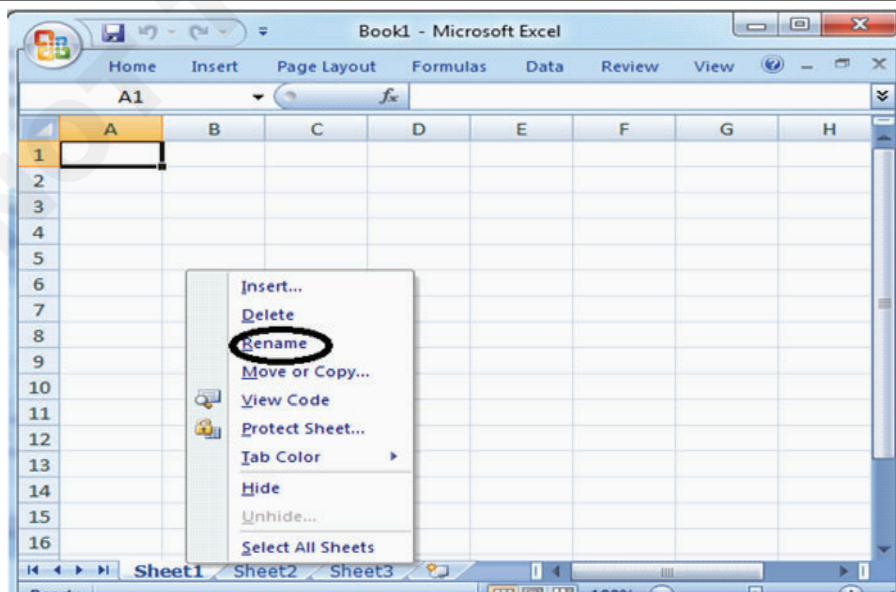 Book1 - Microsoft Excel
Home Insert Page Layout Formulas Data Review View
A1 fx
A B C D E F G H
1
2
3
4
5
6
7
8
9
10
11
12
13
14
15
16
Insert...
Delete
Rename
Move or Copy...
View Code
Protect Sheet...
Tab Color
Hide
Unhide...
Select All Sheets
Sheet1 Sheet2 Sheet3